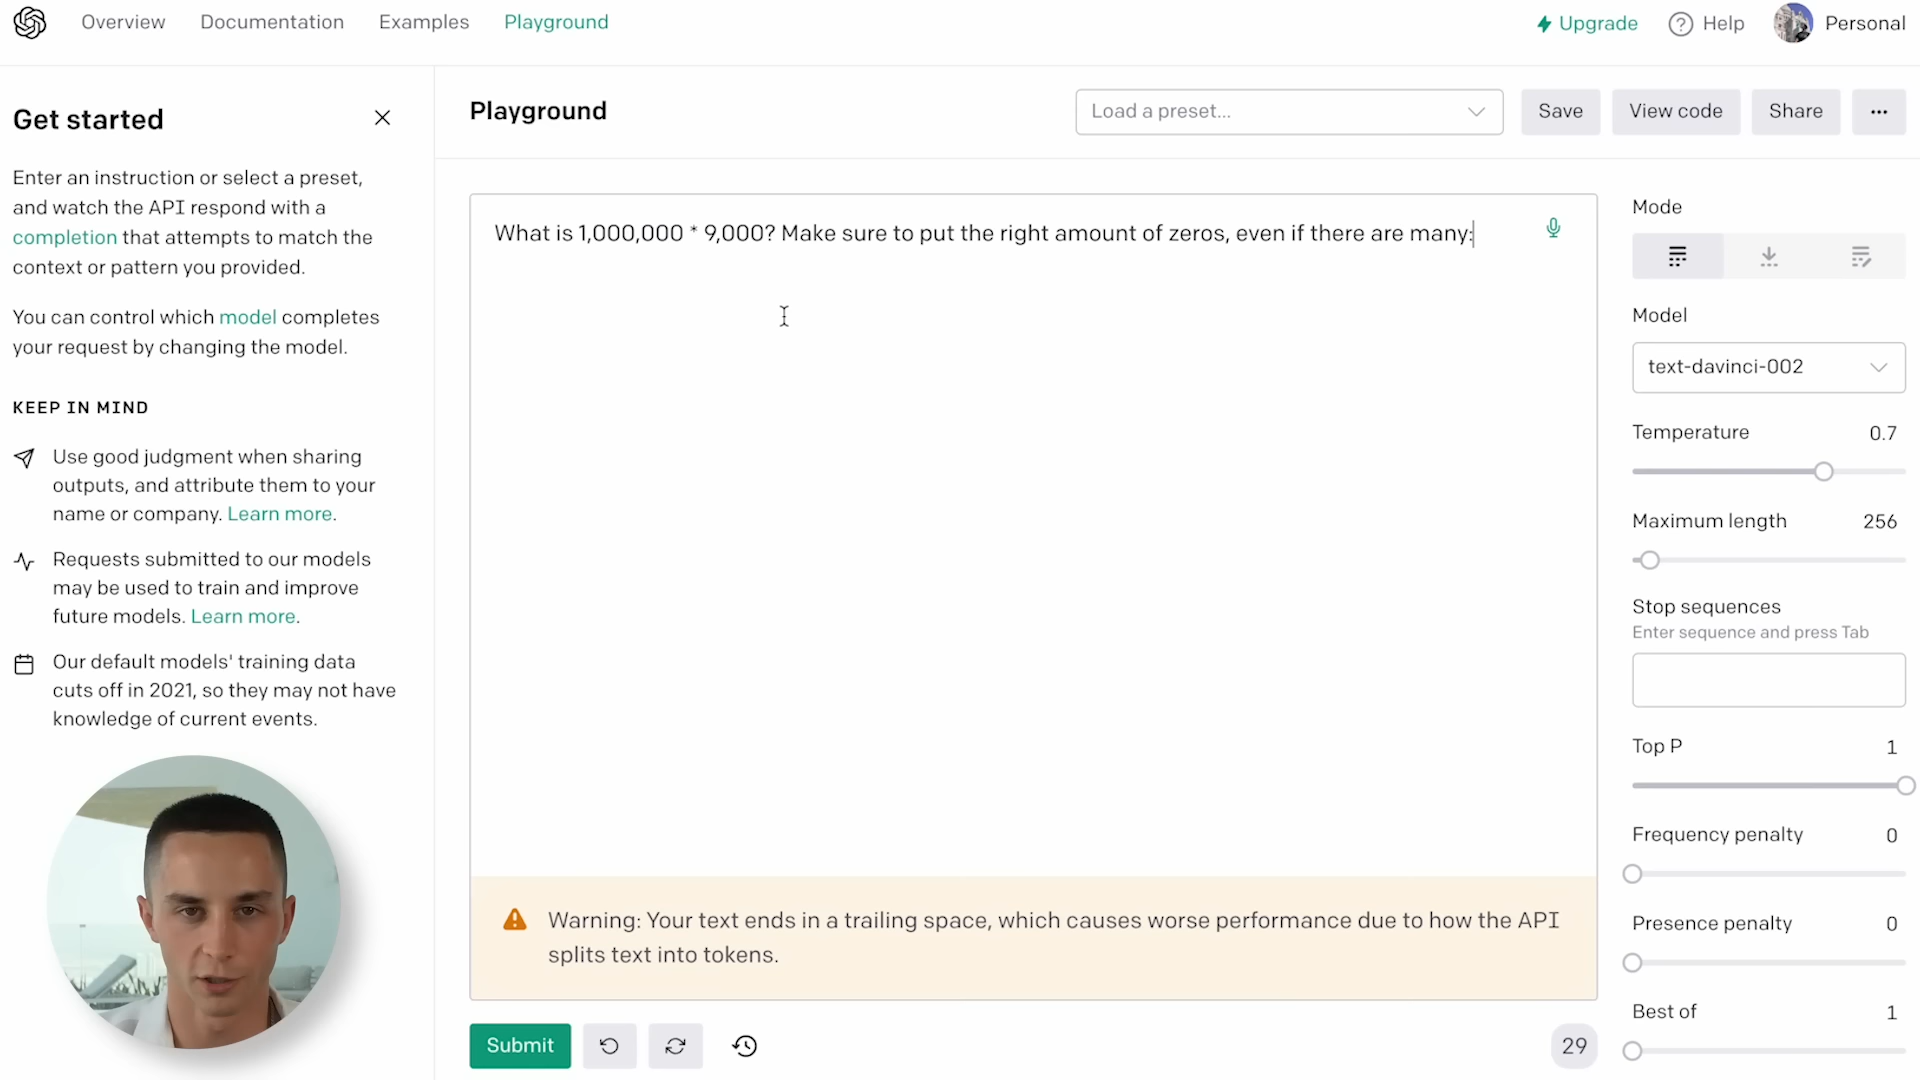 Overview Documentation Examples Playground Upgrade Help Personal
Get started
Enter an instruction or select a preset,
and watch the API respond with a
completion that attempts to match the
context or pattern you provided.
You can control which model completes
your request by changing the model.
KEEP IN MIND
Use good judgment when sharing
outputs, and attribute them to your
name or company. Learn more.
Requests submitted to our models
may be used to train and improve
future models. Learn more.
Our default models' training data
cuts off in 2021, so they may not have
knowledge of current events.
Playground
Load a preset...
Save
View code
Share
...
What is 1,000,000 * 9,000? Make sure to put the right amount of zeros, even if there are many:
Warning: Your text ends in a trailing space, which causes worse performance due to how the API
splits text into tokens.
Submit
29
Mode
Model
text-davinci-002
Temperature 0.7
Maximum length 256
Stop sequences
Enter sequence and press Tab
Top P 1
Frequency penalty 0
Presence penalty 0
Best of 1